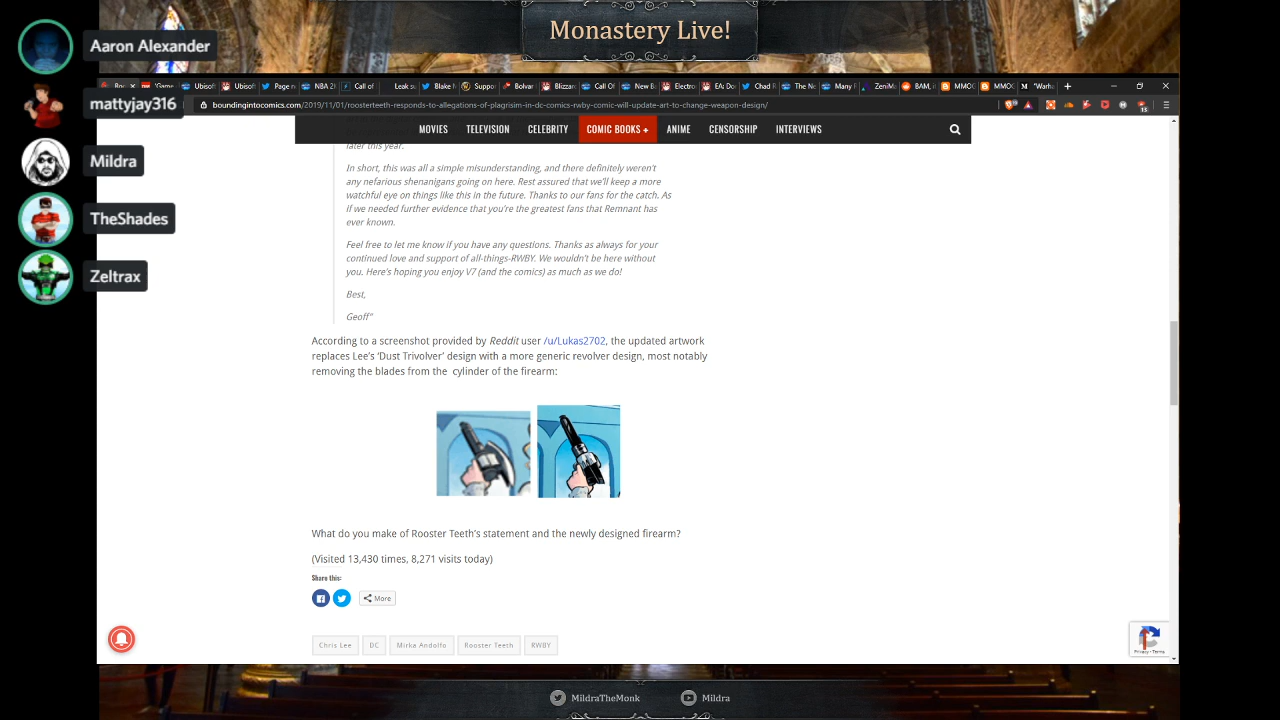 Monastery Live!
Aaron Alexander
mattyjay316
Mildra
TheShades
Zeltrax
boundingintocomics.com/2019/11/01/roosterteeth-responds-to-allegations-of-plagrisim-in-dc-comics-rwby-comic-will-update-art-to-change-weapon-design/
MOVIES TELEVISION CELEBRITY COMIC BOOKS + ANIME CENSORSHIP INTERVIEWS
later this year.
In short, this was all a simple misunderstanding, and there definitely weren't
any nefarious shenanigans going on here. Rest assured that we'll keep a more
watchful eye on things like this in the future. Thanks to our fans for the catch. As
if we needed further evidence that you're the greatest fans that Remnant has
ever known.
Feel free to let me know if you have any questions. Thanks as always for your
continued love and support of all-things-RWBY. We wouldn't be here without
you. Here's hoping you enjoy V7 (and the comics) as much as we do!
Best,
Geoff"
According to a screenshot provided by Reddit user /u/Lukas2702, the updated artwork
replaces Lee's 'Dust Trivolver' design with a more generic revolver design, most notably
removing the blades from the cylinder of the firearm:
What do you make of Rooster Teeth's statement and the newly designed firearm?
(Visited 13,430 times, 8,271 visits today)
Share this:
More
Chris Lee DC Mirka Andolfo Rooster Teeth RWBY
Privacy - Terms
MildraTheMonk Mildra